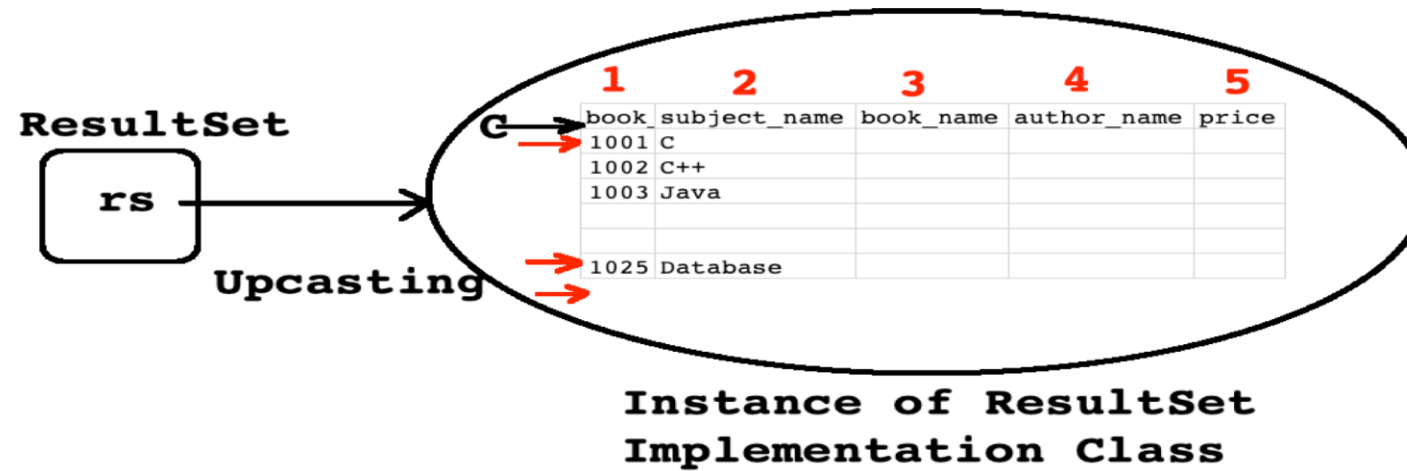 1 2 3 4 5
ResultSet
C
book_ subject_name book_name author_name price
1001 C
1002 C++
1003 Java
rs
1025 Database
Upcasting
Instance of ResultSet
Implementation Class